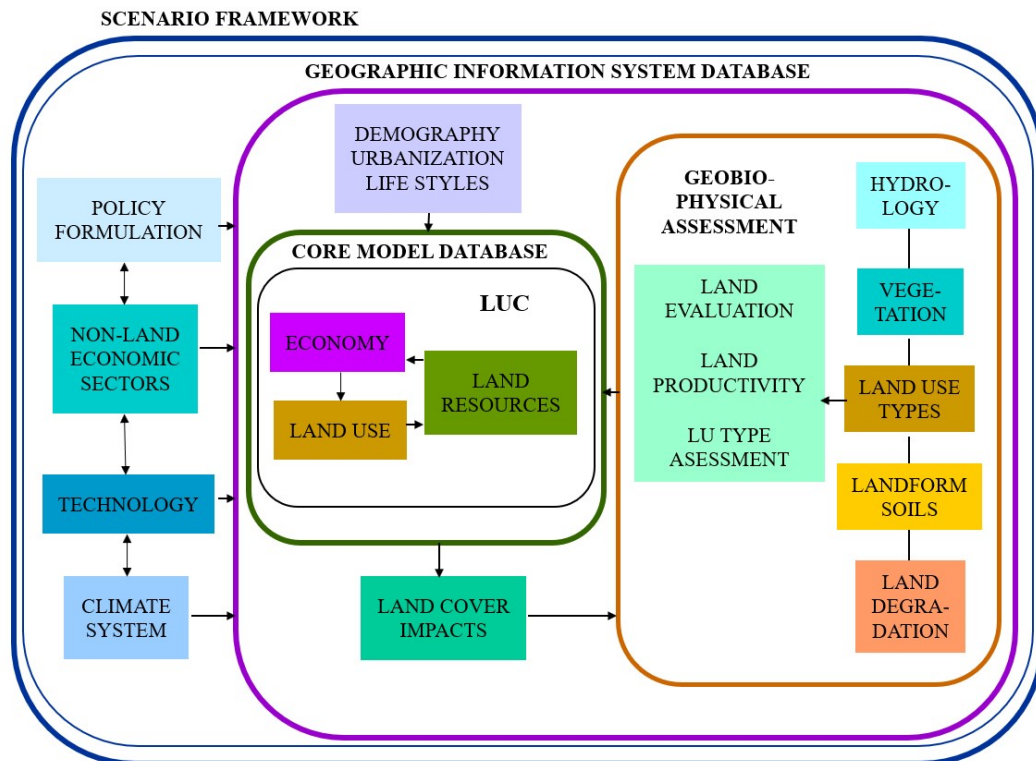 SCENARIO FRAMEWORK
GEOGRAPHIC INFORMATION SYSTEM DATABASE
POLICY
FORMULATION
NON-LAND
ECONOMIC
SECTORS
TECHNOLOGY
CLIMATE
SYSTEM
DEMOGRAPHY
URBANIZATION
LIFE STYLES
CORE MODEL DATABASE
LUC
ECONOMY
LAND USE
LAND
RESOURCES
LAND COVER
IMPACTS
GEOBIO-
PHYSICAL
ASSESSMENT
LAND
EVALUATION
LAND
PRODUCTIVITY
LU TYPE
ASESSMENT
HYDRO-
LOGY
VEGE-
TATION
LAND USE
TYPES
LANDFORM
SOILS
LAND
DEGRA-
DATION